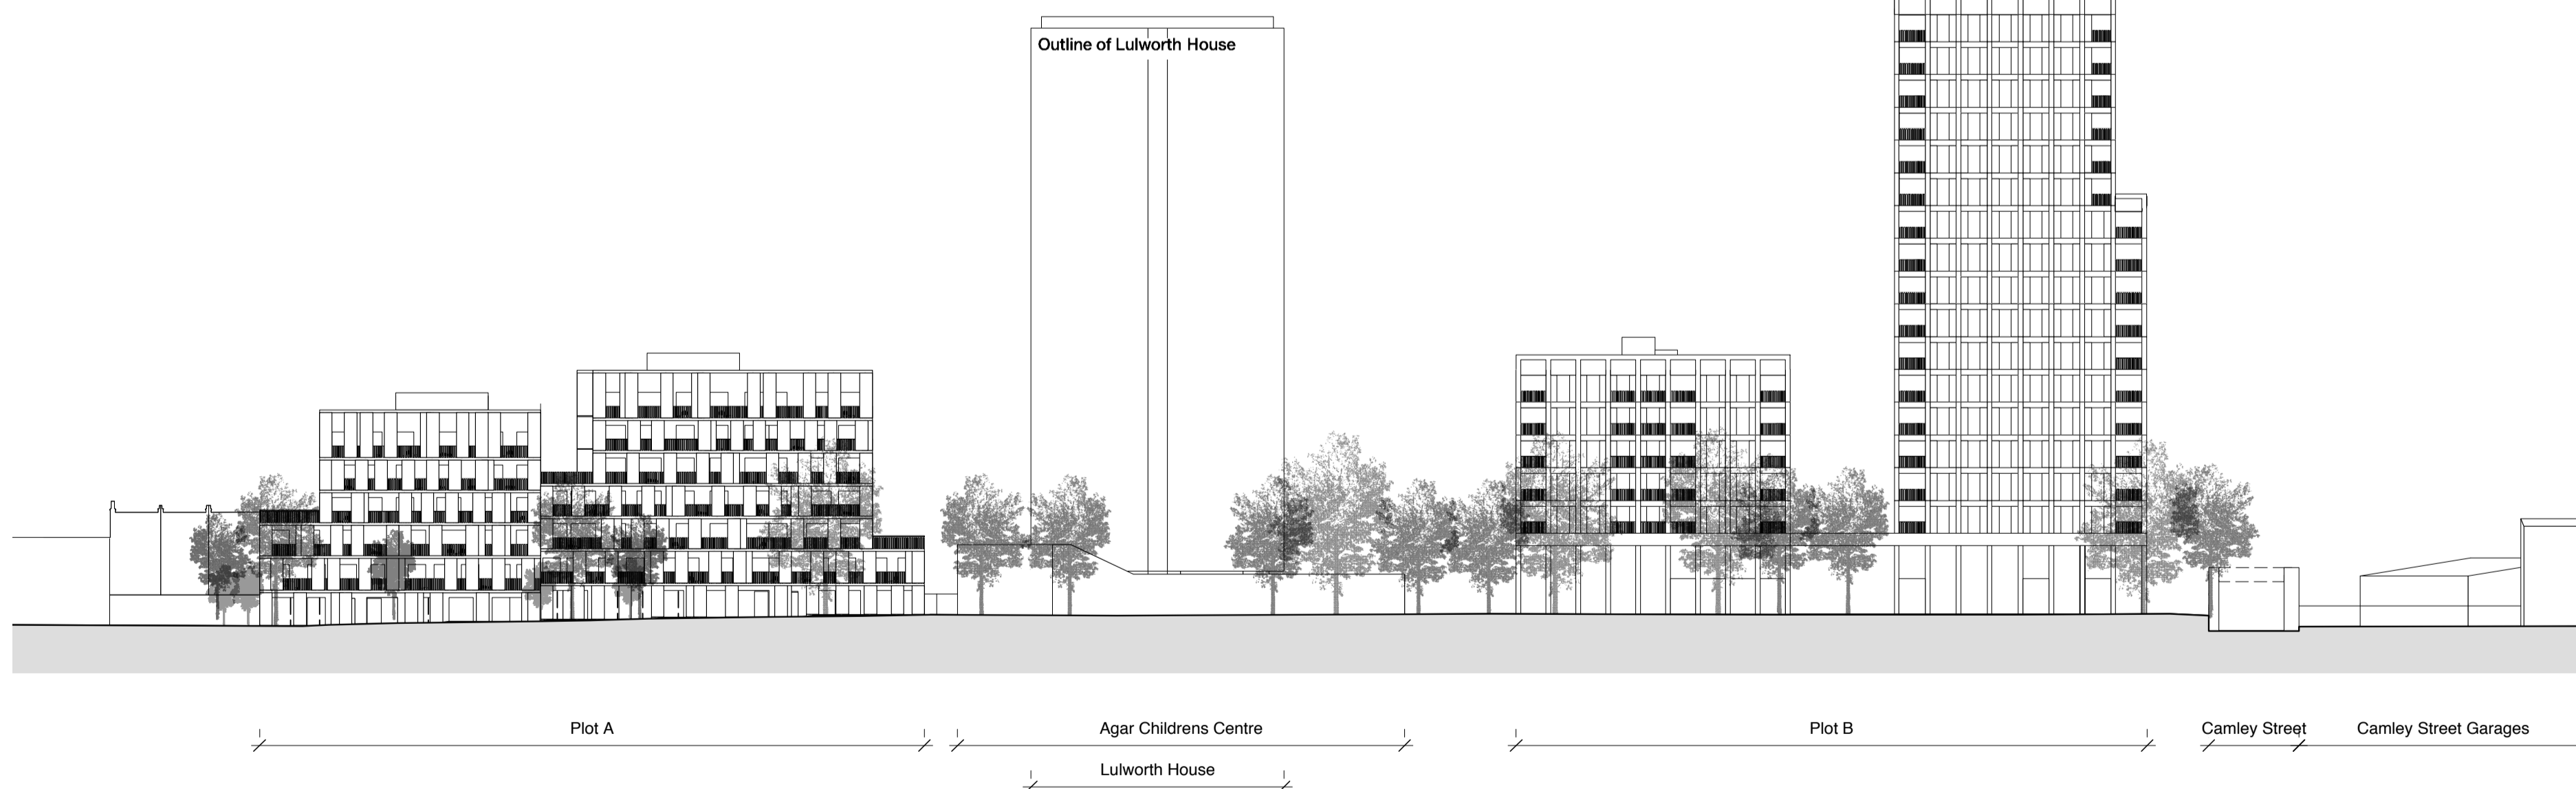 Outline of Lulworth House
Plot A
Agar Childrens Centre
Plot B
Camley Street
Camley Street Garages
Lulworth House